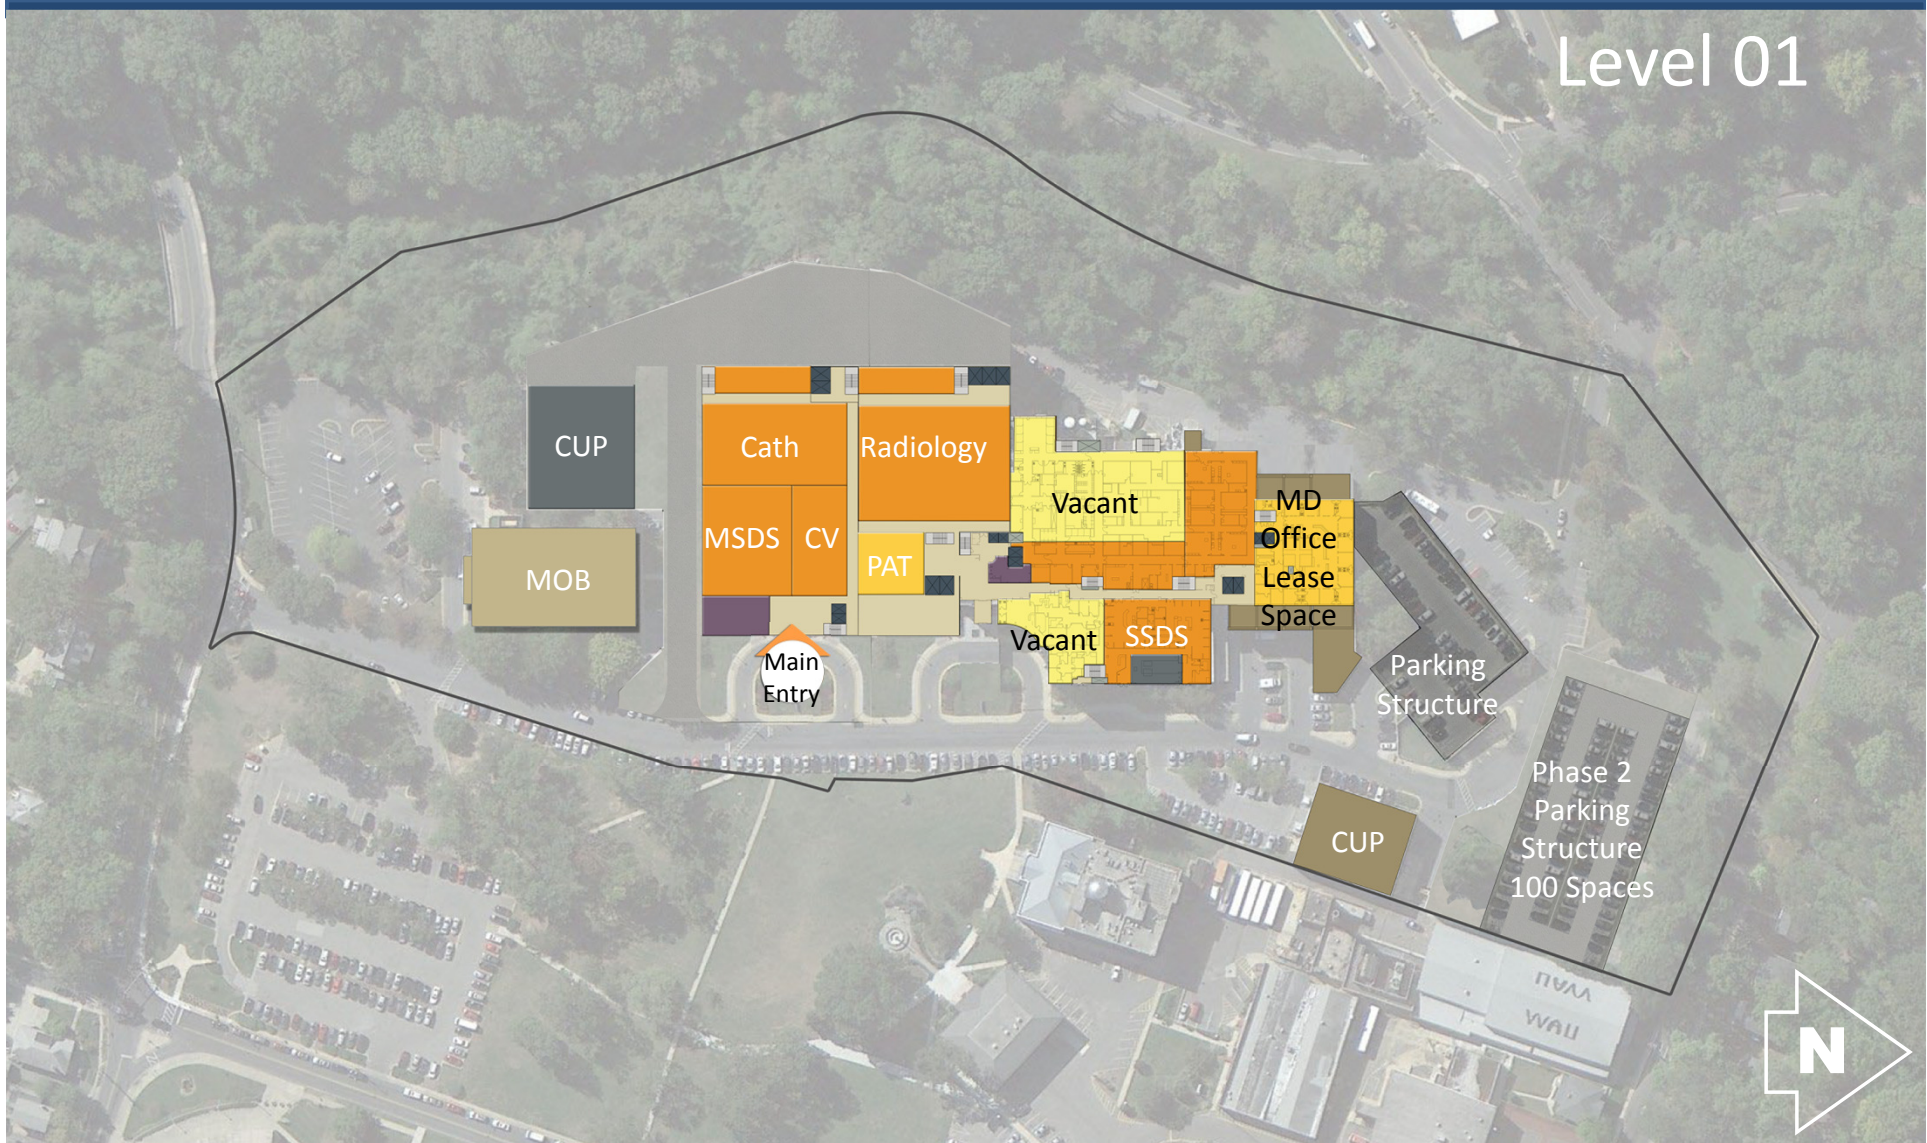 Level 01
CUP
Cath
Radiology
MSDS
CV
PAT
MOB
Main
Entry
Vacant
Vacant
SSDS
MD
Office
Lease
Space
Parking
Structure
Phase 2
Parking
Structure
100 Spaces
CUP
N